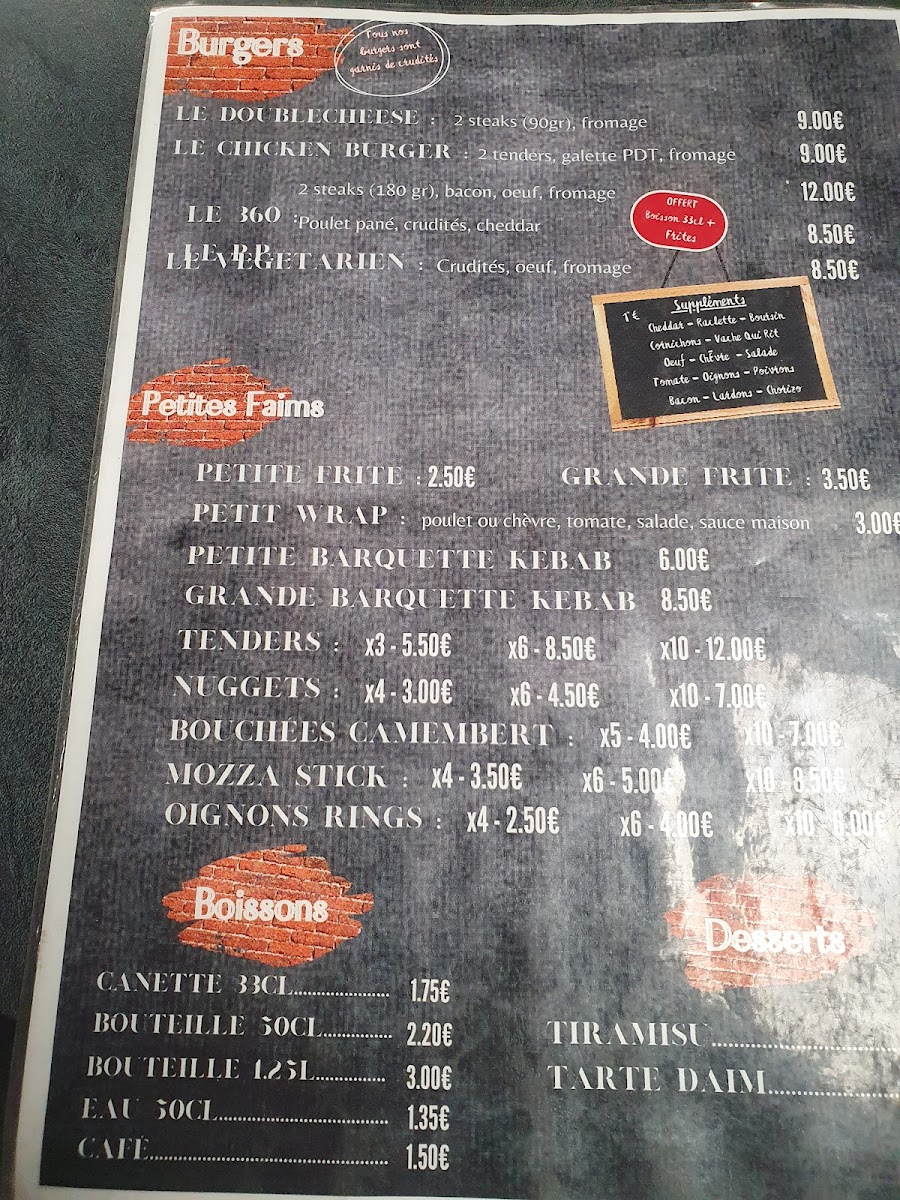 Burgers
Tous nos
burgers sont
garnis de crudités
LE DOUBLECHEESE : 2 steaks (90gr), fromage 9.00€
LE CHICKEN BURGER : 2 tenders, galette PDT, fromage 9.00€
2 steaks (180 gr), bacon, oeuf, fromage 12.00€
LE 360 :
Poulet pané, crudités, cheddar 8.50€
LE P.P.
LE VÉGÉTARIEN : Crudités, oeuf, fromage 8.50€
OFFERT
Boisson 33cl +
Frites
Suppléments
1€
Cheddar - Raclette - Boursin
Cornichons - Vache Qui Rit
Oeuf - ChÈvre - Salade
Tomate - Oignons - Poivrons
Bacon - Lardons - Chorizo
Petites Faims
PETITE FRITE : 2.50€ GRANDE FRITE : 3.50€
PETIT WRAP : poulet ou chèvre, tomate, salade, sauce maison 3.00€
PETITE BARQUETTE KEBAB 6.00€
GRANDE BARQUETTE KEBAB 8.50€
TENDERS : x3 - 5.50€ x6 - 8.50€ x10 - 12.00€
NUGGETS : x4 - 3.00€ x6 - 4.50€ x10 - 7.00€
BOUCHÉES CAMEMBERT : x5 - 4.00€ x10 - 7.00€
MOZZA STICK : x4 - 3.50€ x6 - 5.00€ x10 - 8.50€
OIGNONS RINGS : x4 - 2.50€ x6 - 4.00€ x10 - 6.00€
Boissons
CANETTE 33CL.................... 1.75€
BOUTEILLE 50CL.............. 2.20€
BOUTEILLE 1.25L.............. 3.00€
EAU 50CL.................................. 1.35€
CAFÉ................................................ 1.50€
Desserts
TIRAMISU..........................
TARTE DAIM..................